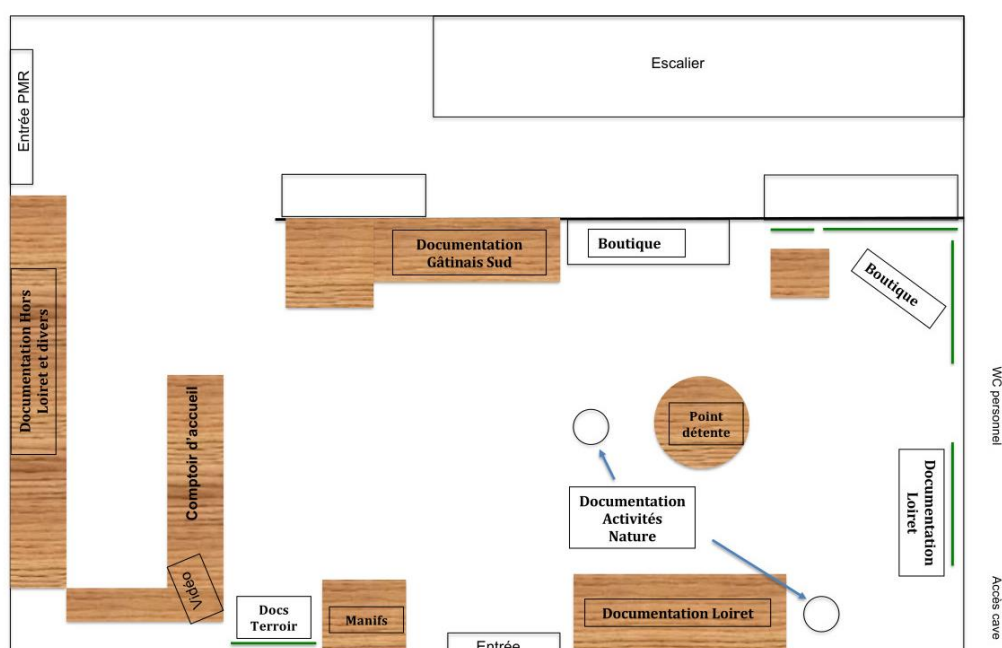 Escalier
Entrée PMR
Documentation
Gâtinais Sud
Boutique
Boutique
Documentation Hors
Loiret et divers
Comptoir d'accueil
Point
détente
WC personnel
Documentation
Activités
Nature
Documentation
Loiret
Vidéo
Docs
Terroir
Manifs
Documentation Loiret
Accès cave
Entrée